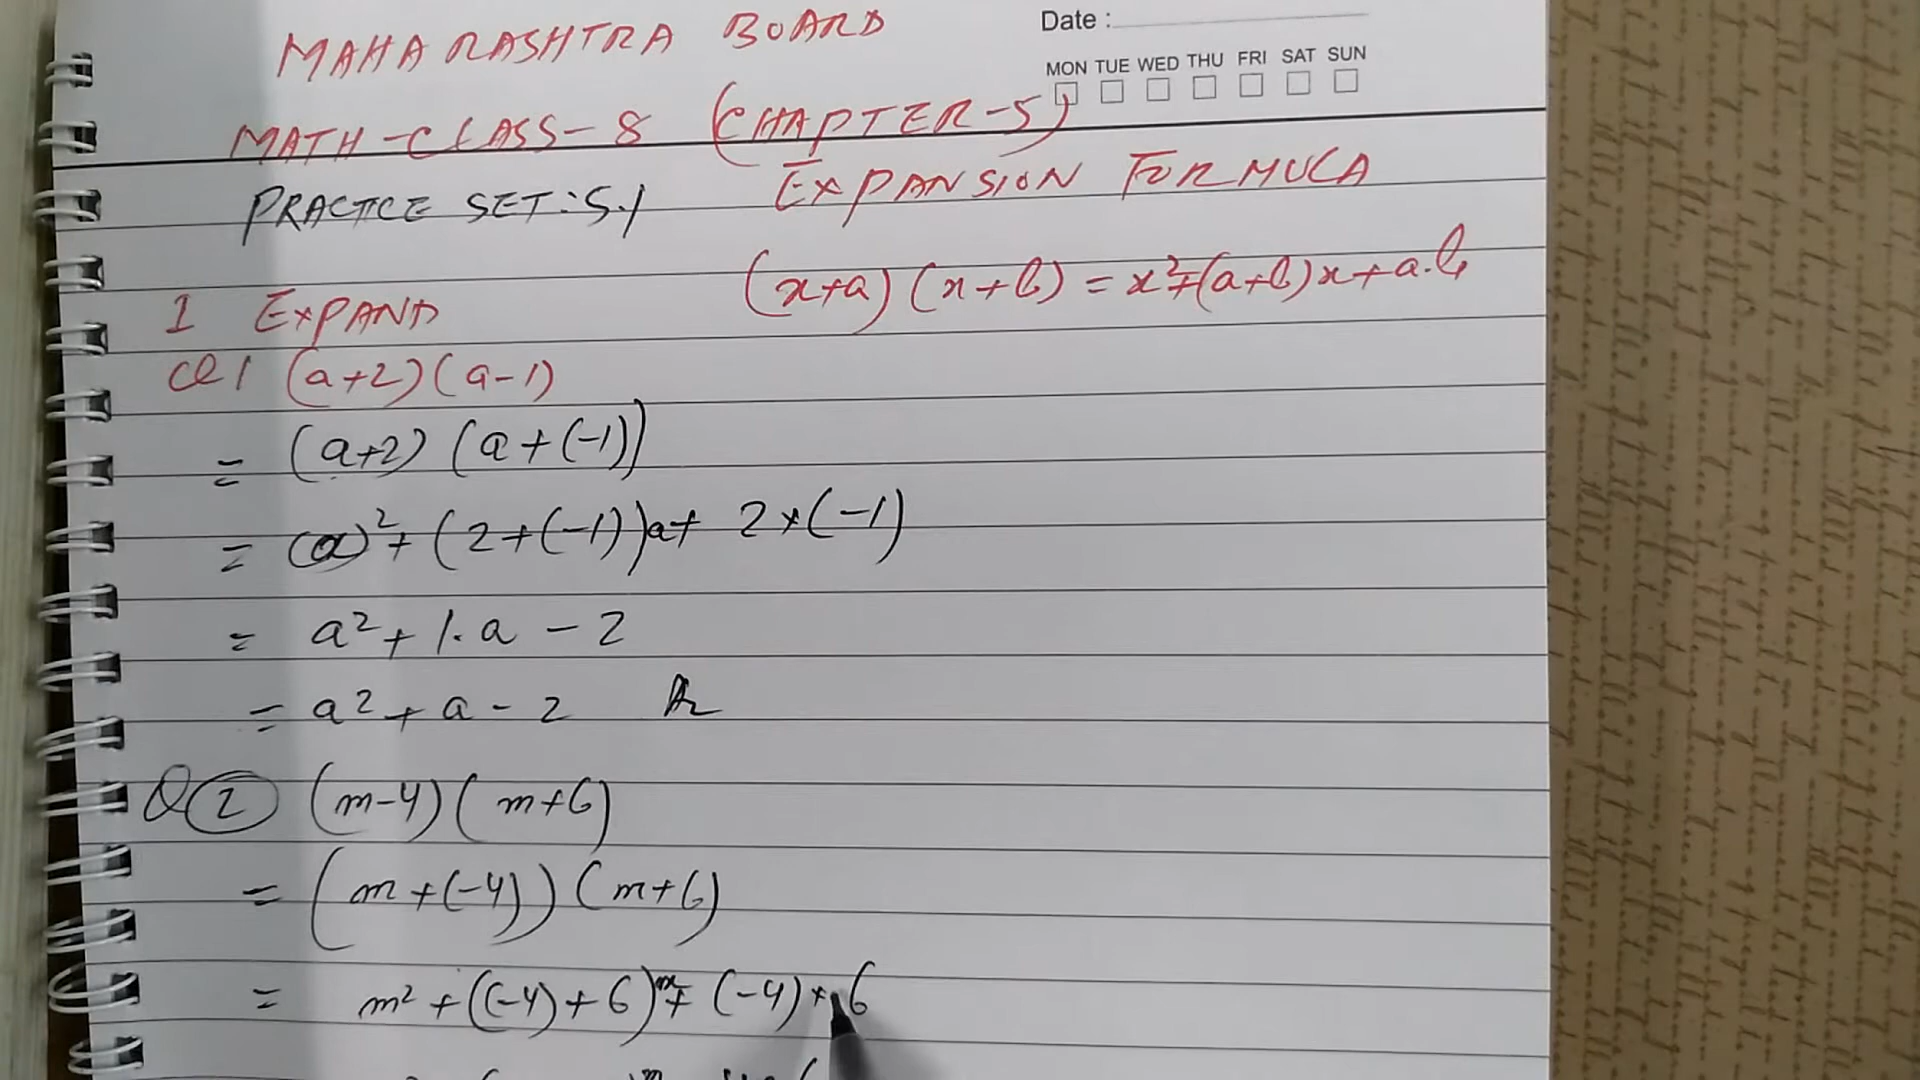 MAHARASHTRA BOARD
Date :
MON TUE WED THU FRI SAT SUN
MATH-CLASS-8 (CHAPTER-5)
PRACTICE SET:5.1 EXPANSION FORMULA
(x+a)(x+b) = x²+(a+b)x+a.b
I EXPAND
Q1 (a+2)(a-1)
= (a+2) (a+(-1))
= (a)²+(2+(-1))a+ 2×(-1)
= a²+1.a-2
= a²+a-2
Q② (m-4)(m+6)
= (m+(-4))(m+6)
= m²+((-4)+6)m+(-4)×6